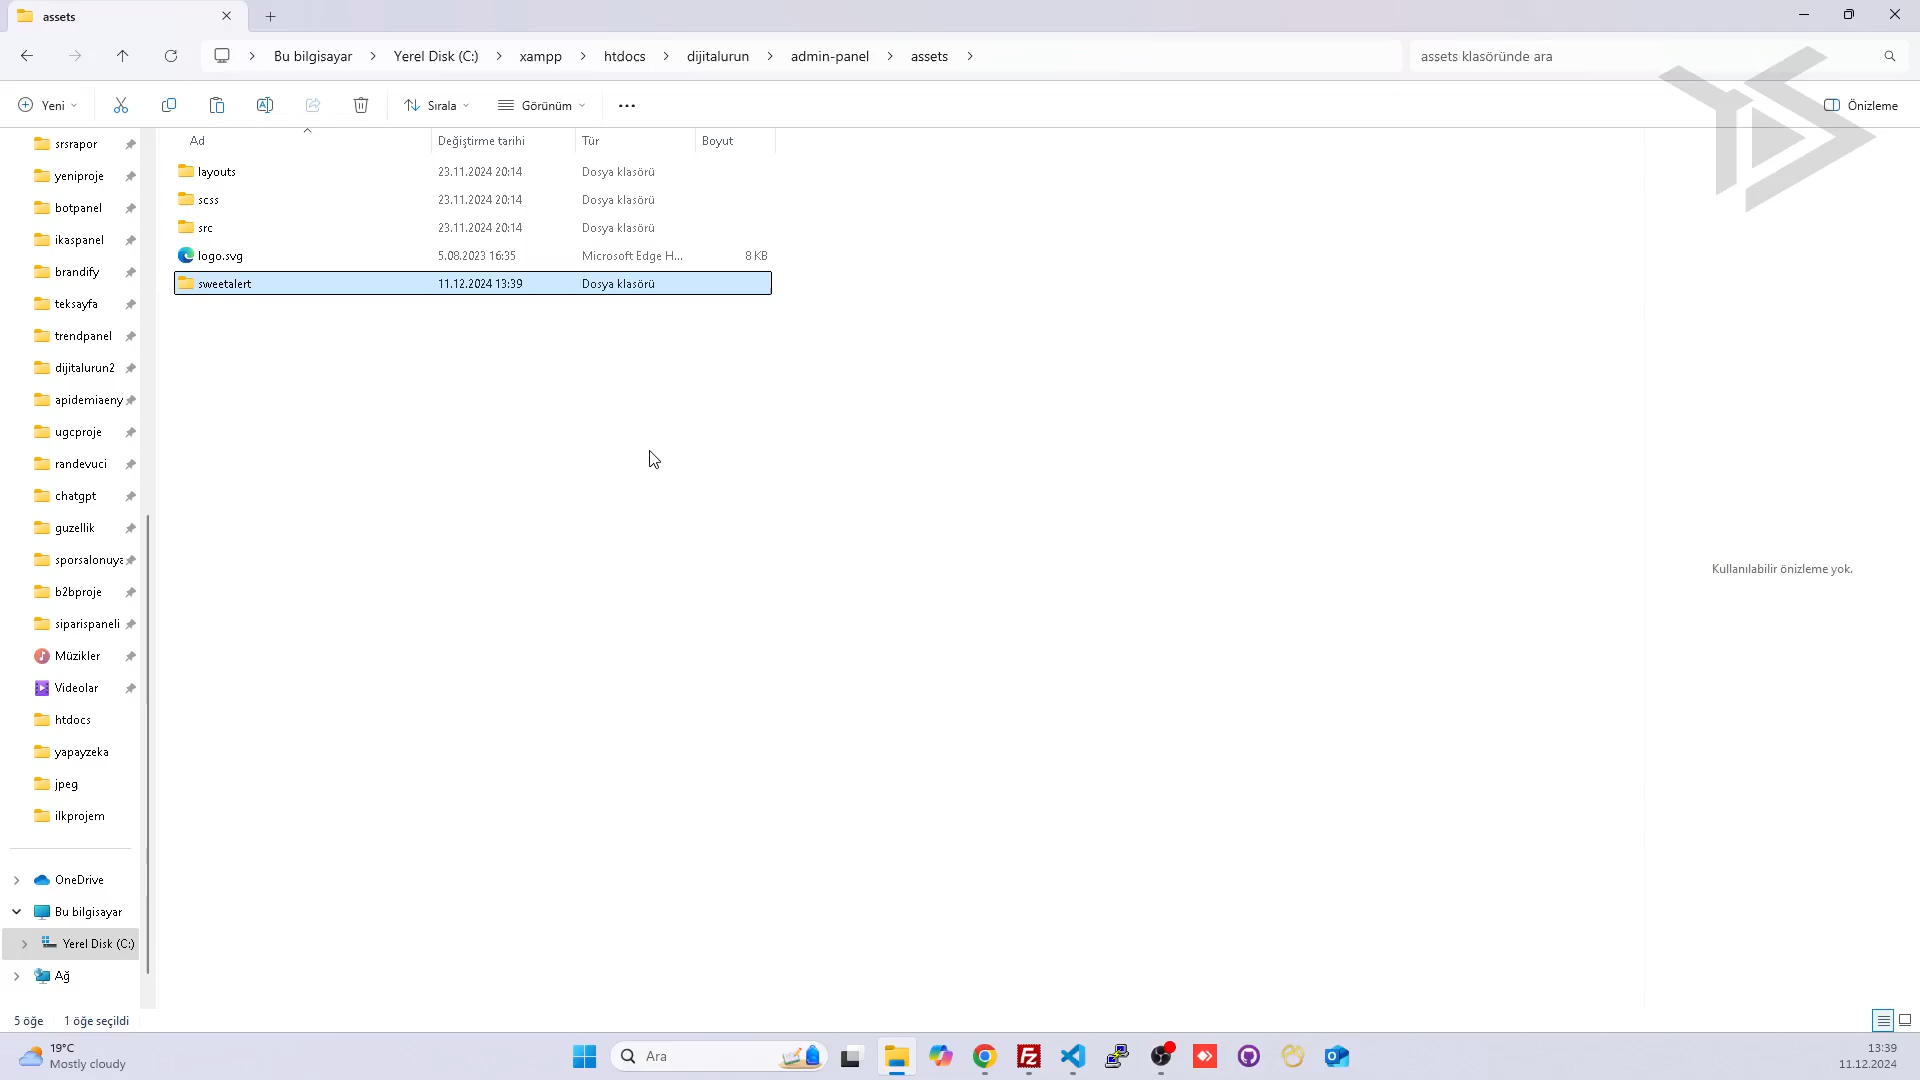 assets
Bu bilgisayar
Yerel Disk (C:)
xampp
htdocs
dijitalurun
admin-panel
assets
assets klasöründe ara
Yeni
Sırala
Görünüm
Önizleme
Ad
Değiştirme tarihi
Tür
Boyut
layouts 23.11.2024 20:14 Dosya klasörü
scss 23.11.2024 20:14 Dosya klasörü
src 23.11.2024 20:14 Dosya klasörü
logo.svg 5.08.2023 16:35 Microsoft Edge H... 8 KB
sweetalert 11.12.2024 13:39 Dosya klasörü
srsrapor
yeniproje
botpanel
ikaspanel
brandify
teksayfa
trendpanel
dijitalurun2
apidemiaeny
ugcproje
randevuci
chatgpt
guzellik
sporsalonuya
b2bproje
siparispaneli
Müzikler
Videolar
htdocs
yapayzeka
jpeg
ilkprojem
OneDrive
Bu bilgisayar
Yerel Disk (C:)
Ağ
Kullanılabilir önizleme yok.
5 öğe
1 öğe seçildi
19°C
Mostly cloudy
Ara
13:39
11.12.2024